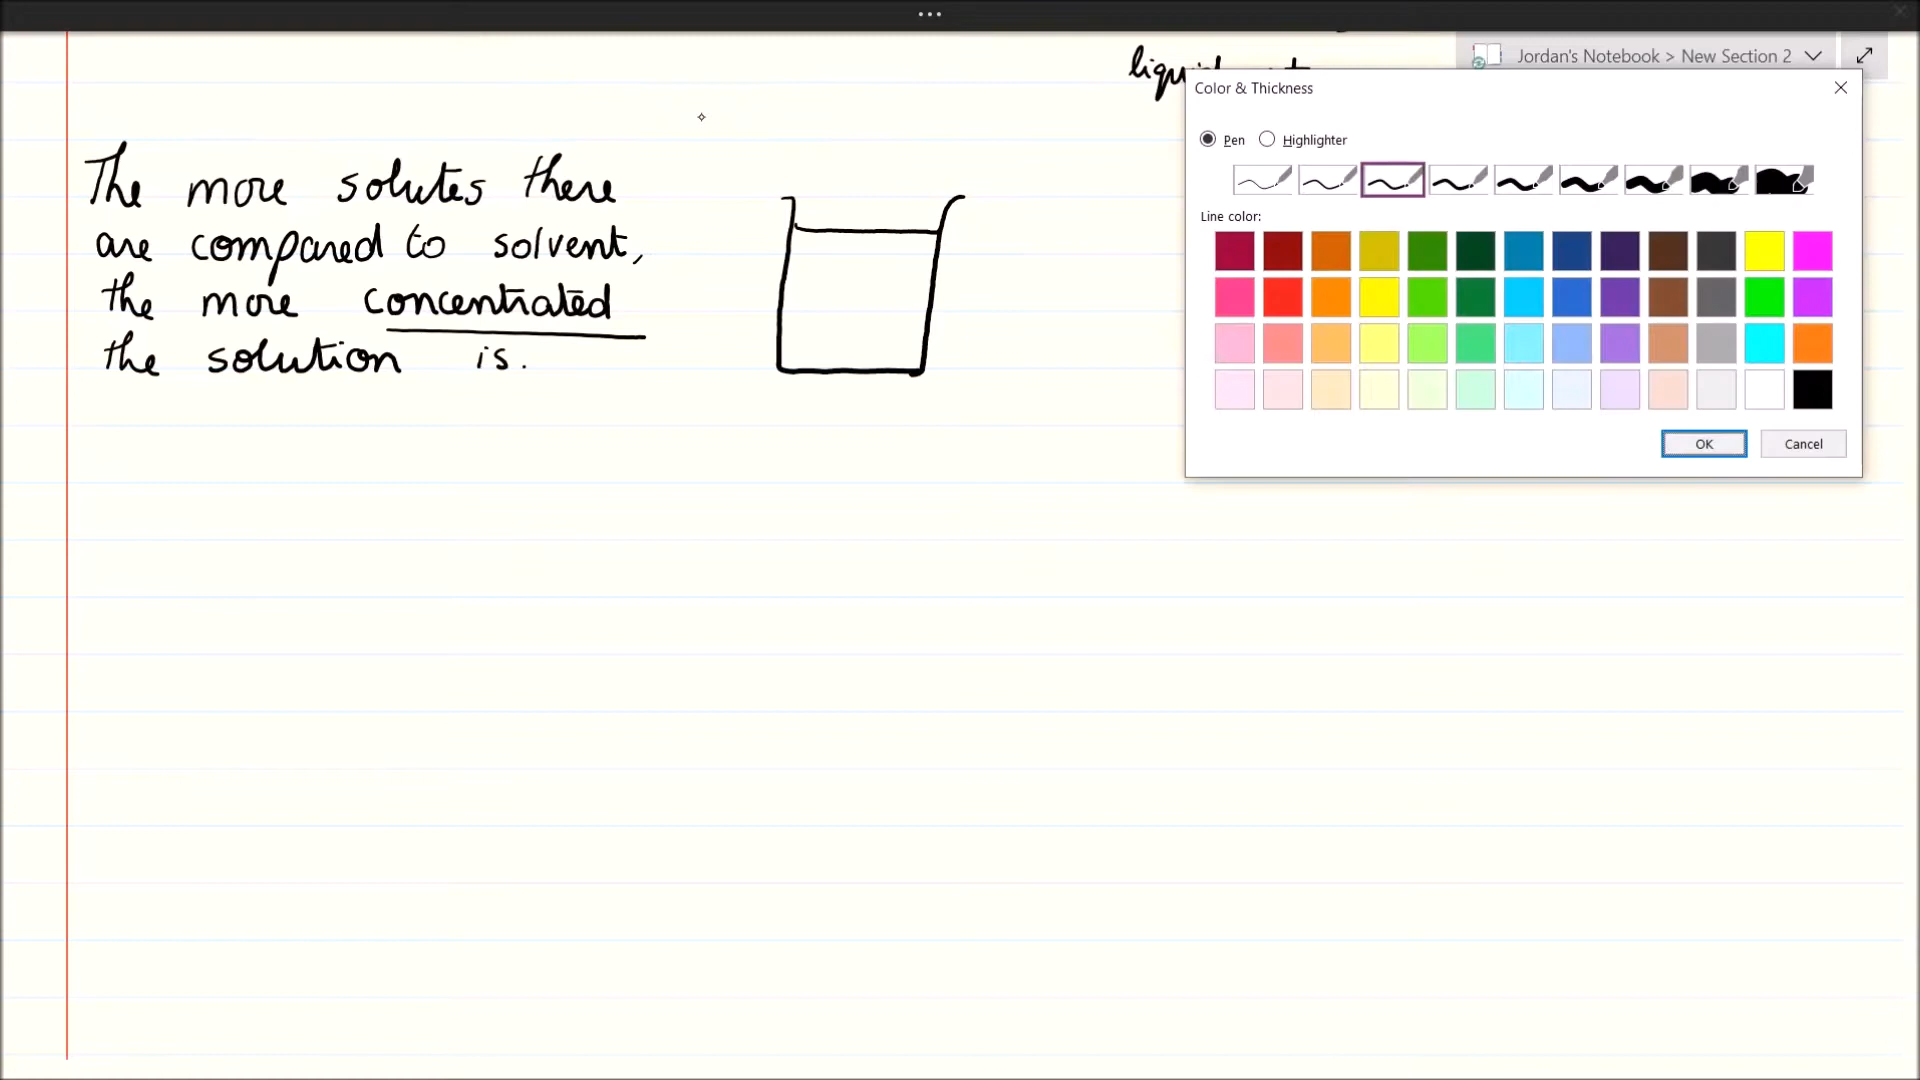 Jordan's Notebook > New Section 2
Color & Thickness
Pen
Highlighter
Line color:
OK
Cancel
The more solutes there
are compared to solvent,
the more concentrated
the solution is.